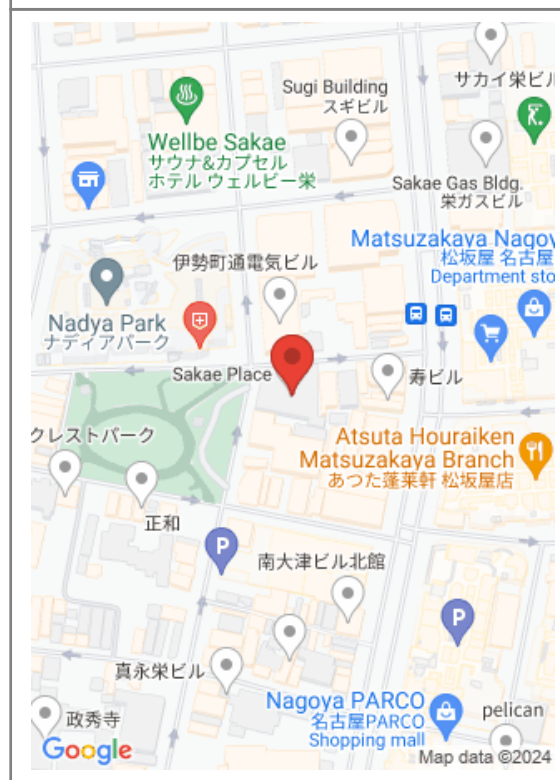 Sugi Building
スギビル
サカイ栄ビル
Wellbe Sakae
サウナ&カプセル
ホテル ウェルビー栄
Sakae Gas Bldg.
栄ガスビル
Matsuzakaya Nagoy
松坂屋 名古屋
Department sto
伊勢町通電気ビル
Nadya Park
ナディアパーク
Sakae Place
寿ビル
クレストパーク
Atsuta Houraiken
Matsuzakaya Branch
あつた蓬莱軒 松坂屋店
正和
P
南大津ビル北館
P
真永栄ビル
Nagoya PARCO
名古屋PARCO
Shopping mall
pelican
政秀寺
Google
Map data ©2024